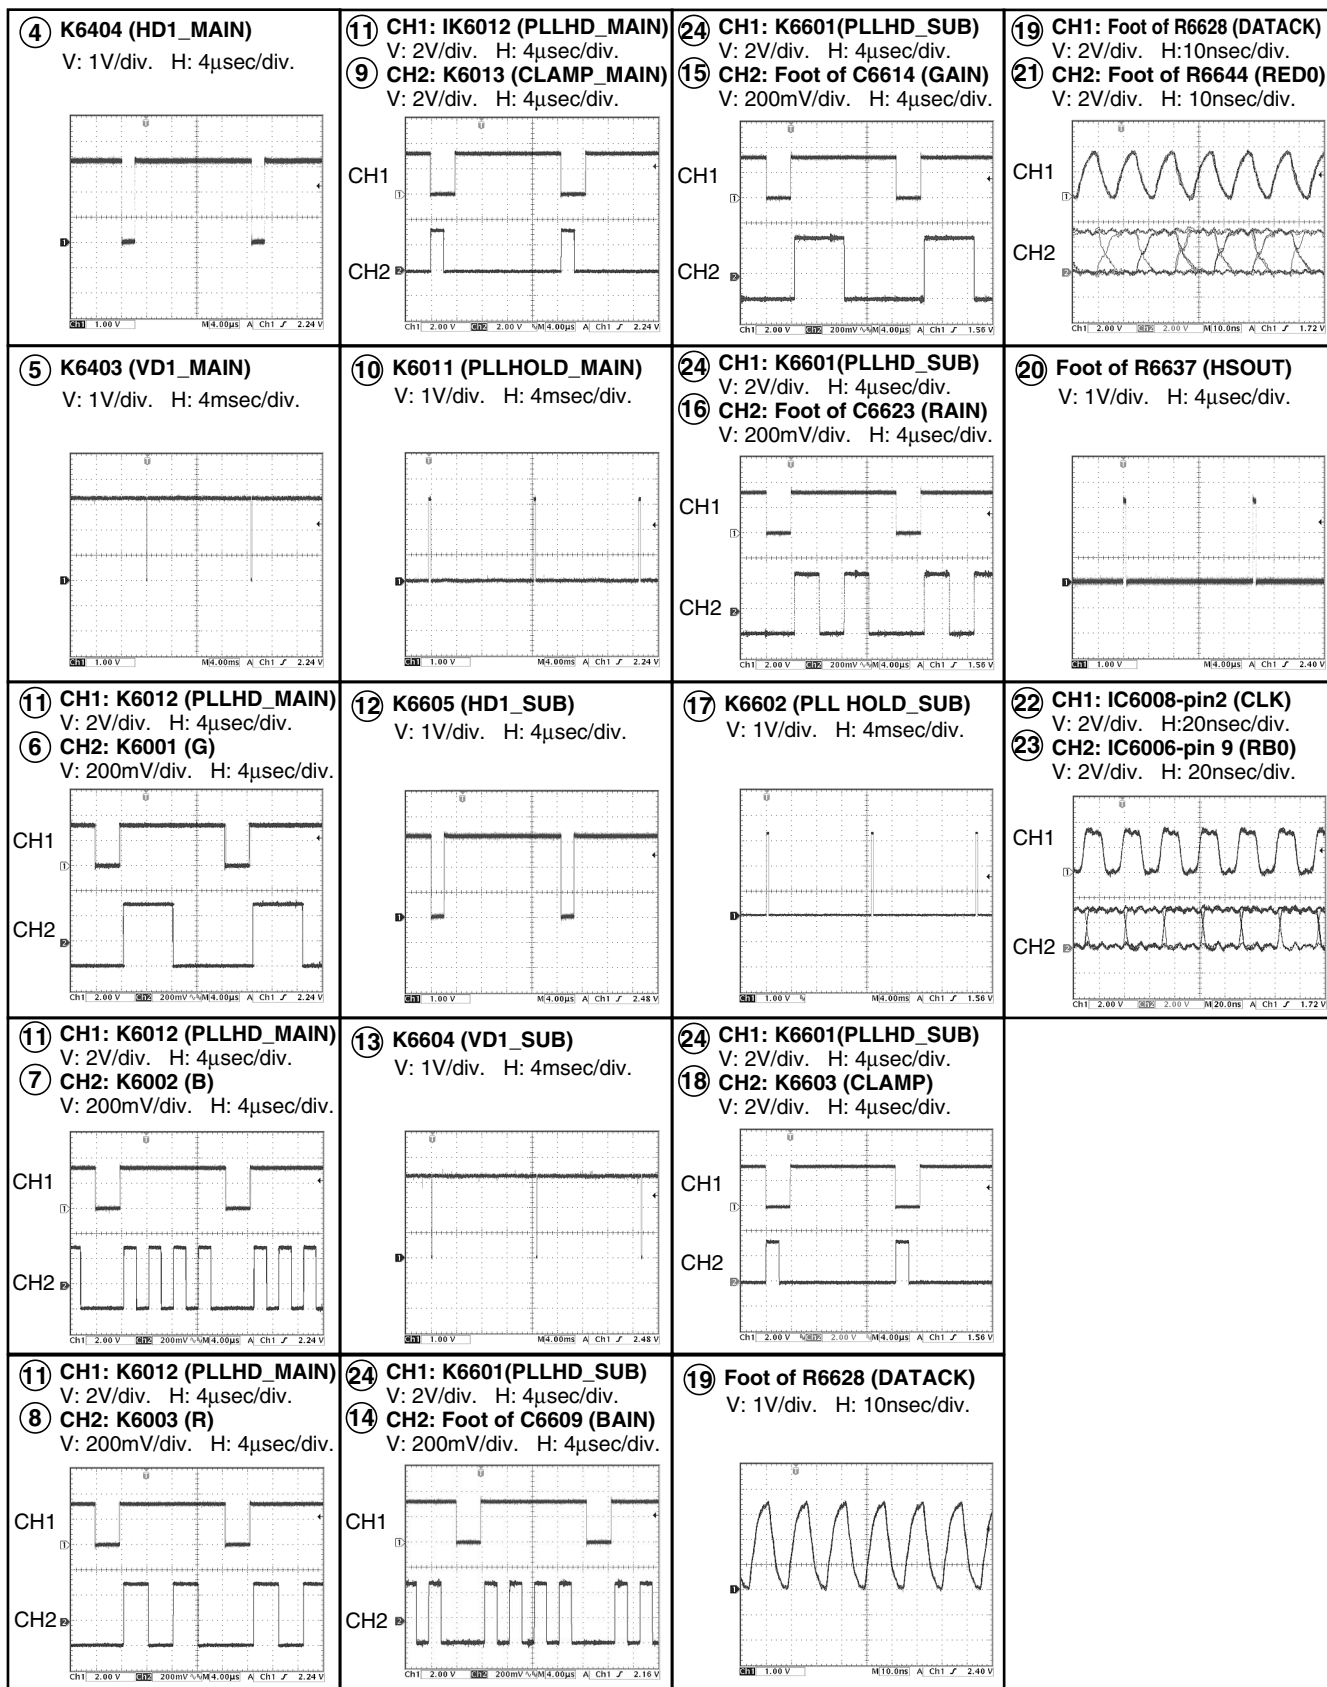 4 K6404 (HD1_MAIN)
V: 1V/div. H: 4µsec/div.
Ch1 1.00 V M 4.00µs A Ch1 2.24 V
11 CH1: IK6012 (PLLHD_MAIN)
V: 2V/div. H: 4µsec/div.
9 CH2: K6013 (CLAMP_MAIN)
V: 2V/div. H: 4µsec/div.
CH1
CH2
Ch1 2.00 V Ch2 2.00 V M 4.00µs A Ch1 2.24 V
24 CH1: K6601(PLLHD_SUB)
V: 2V/div. H: 4µsec/div.
15 CH2: Foot of C6614 (GAIN)
V: 200mV/div. H: 4µsec/div.
CH1
CH2
Ch1 2.00 V Ch2 200mV M 4.00µs A Ch1 1.56 V
19 CH1: Foot of R6628 (DATACK)
V: 2V/div. H:10nsec/div.
21 CH2: Foot of R6644 (RED0)
V: 2V/div. H: 10nsec/div.
CH1
CH2
Ch1 2.00 V Ch2 2.00 V M 10.0ns A Ch1 1.72 V
5 K6403 (VD1_MAIN)
V: 1V/div. H: 4msec/div.
Ch1 1.00 V M 4.00ms A Ch1 2.24 V
10 K6011 (PLLHOLD_MAIN)
V: 1V/div. H: 4msec/div.
Ch1 1.00 V M 4.00ms A Ch1 2.24 V
24 CH1: K6601(PLLHD_SUB)
V: 2V/div. H: 4µsec/div.
16 CH2: Foot of C6623 (RAIN)
V: 200mV/div. H: 4µsec/div.
CH1
CH2
Ch1 2.00 V Ch2 200mV M 4.00µs A Ch1 1.56 V
20 Foot of R6637 (HSOUT)
V: 1V/div. H: 4µsec/div.
Ch1 1.00 V M 4.00µs A Ch1 2.40 V
11 CH1: K6012 (PLLHD_MAIN)
V: 2V/div. H: 4µsec/div.
6 CH2: K6001 (G)
V: 200mV/div. H: 4µsec/div.
CH1
CH2
Ch1 2.00 V Ch2 200mV M 4.00µs A Ch1 2.24 V
12 K6605 (HD1_SUB)
V: 1V/div. H: 4µsec/div.
Ch1 1.00 V M 4.00µs A Ch1 2.48 V
17 K6602 (PLL HOLD_SUB)
V: 1V/div. H: 4msec/div.
Ch1 1.00 V M 4.00ms A Ch1 1.56 V
22 CH1: IC6008-pin2 (CLK)
V: 2V/div. H:20nsec/div.
23 CH2: IC6006-pin 9 (RB0)
V: 2V/div. H: 20nsec/div.
CH1
CH2
Ch1 2.00 V Ch2 2.00 V M 20.0ns A Ch1 1.72 V
11 CH1: K6012 (PLLHD_MAIN)
V: 2V/div. H: 4µsec/div.
7 CH2: K6002 (B)
V: 200mV/div. H: 4µsec/div.
CH1
CH2
Ch1 2.00 V Ch2 200mV M 4.00µs A Ch1 2.24 V
13 K6604 (VD1_SUB)
V: 1V/div. H: 4msec/div.
Ch1 1.00 V M 4.00ms A Ch1 2.48 V
24 CH1: K6601(PLLHD_SUB)
V: 2V/div. H: 4µsec/div.
18 CH2: K6603 (CLAMP)
V: 2V/div. H: 4µsec/div.
CH1
CH2
Ch1 2.00 V Ch2 2.00 V M 4.00µs A Ch1 1.56 V
11 CH1: K6012 (PLLHD_MAIN)
V: 2V/div. H: 4µsec/div.
8 CH2: K6003 (R)
V: 200mV/div. H: 4µsec/div.
CH1
CH2
Ch1 2.00 V Ch2 200mV M 4.00µs A Ch1 2.24 V
24 CH1: K6601(PLLHD_SUB)
V: 2V/div. H: 4µsec/div.
14 CH2: Foot of C6609 (BAIN)
V: 200mV/div. H: 4µsec/div.
CH1
CH2
Ch1 2.00 V Ch2 200mV M 4.00µs A Ch1 2.16 V
19 Foot of R6628 (DATACK)
V: 1V/div. H: 10nsec/div.
Ch1 1.00 V M 10.0ns A Ch1 2.40 V